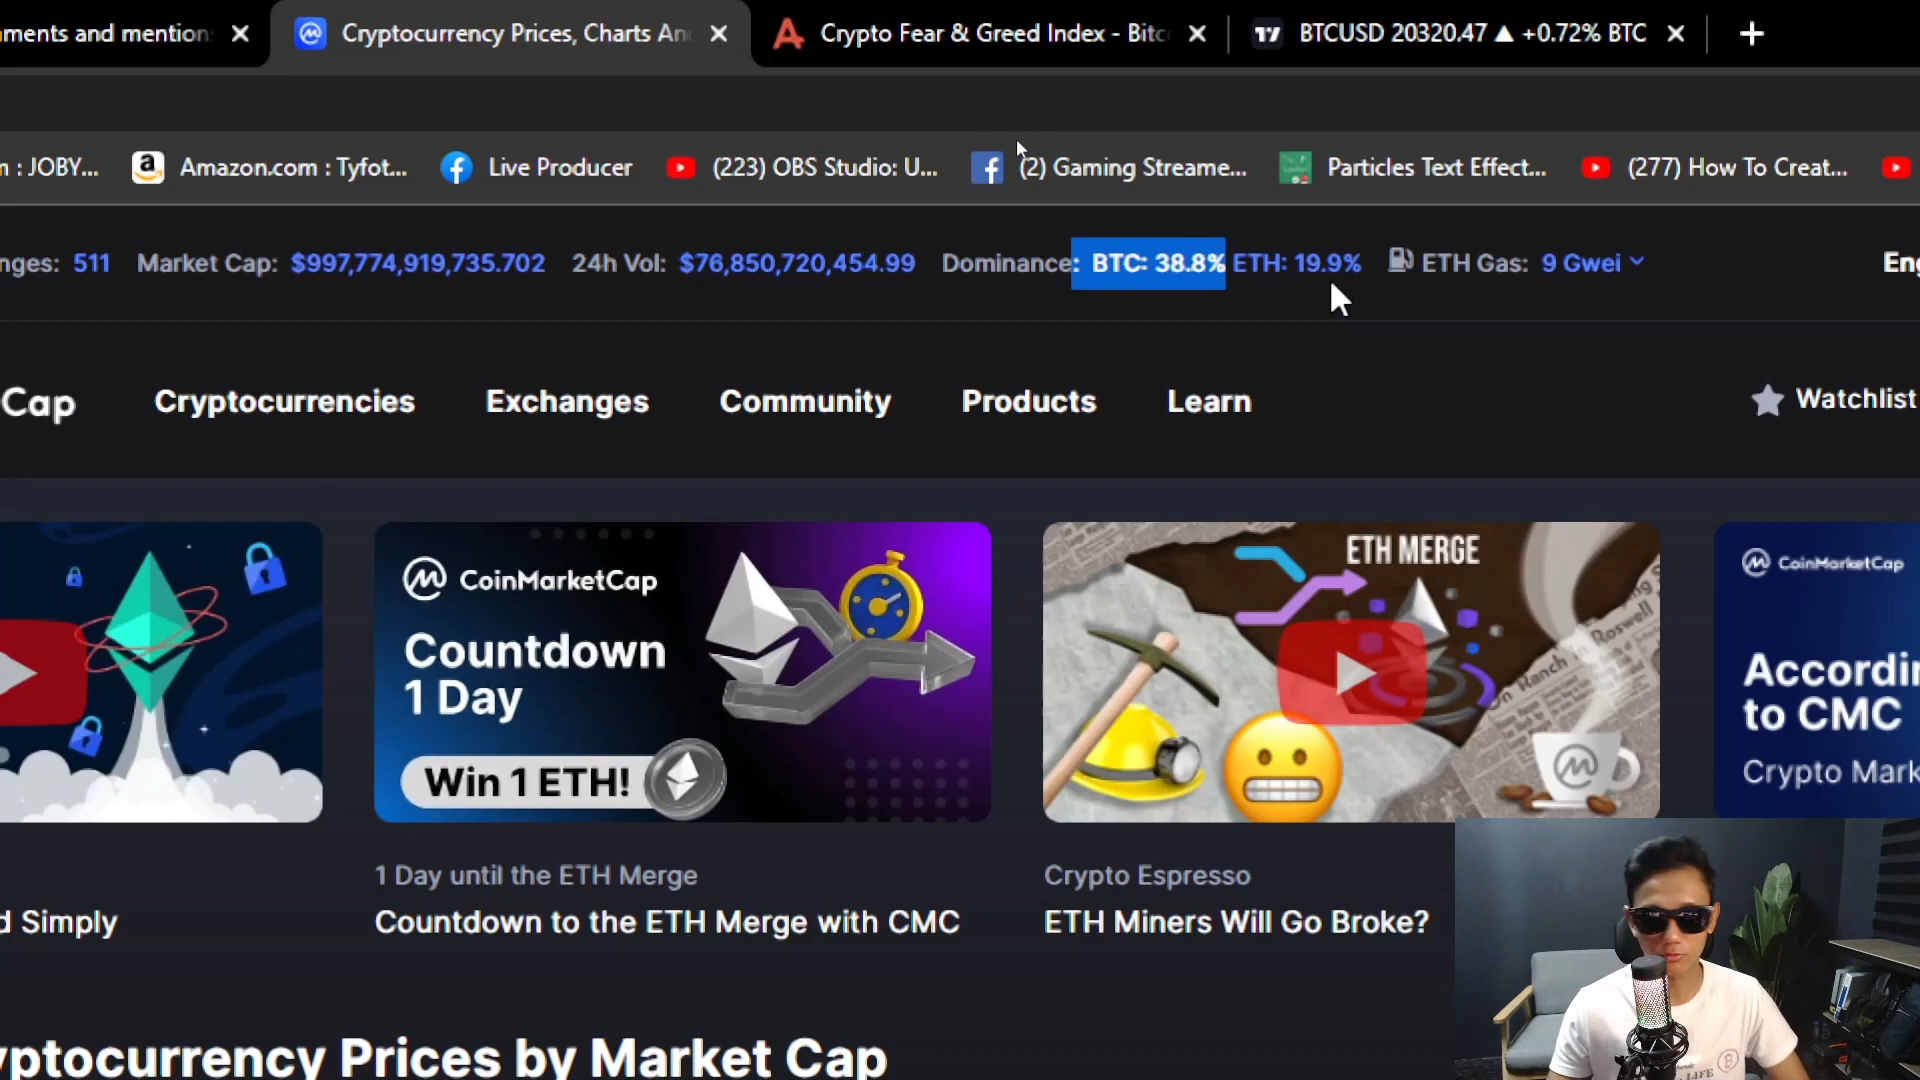 ments and mention
Cryptocurrency Prices, Charts An
Crypto Fear & Greed Index - Bitc
BTCUSD 20320.47 ▲ +0.72% BTC
: JOBY...
Amazon.com : Tyfot...
Live Producer
(223) OBS Studio: U...
(2) Gaming Streame...
Particles Text Effect...
(277) How To Creat...
nges: 511
Market Cap: $997,774,919,735.702
24h Vol: $76,850,720,454.99
Dominance: BTC: 38.8% ETH: 19.9%
ETH Gas: 9 Gwei
Eng
Cap
Cryptocurrencies
Exchanges
Community
Products
Learn
Watchlist
CoinMarketCap
Countdown
1 Day
Win 1 ETH!
ETH MERGE
Roswell
Ranch in
CoinMarketCap
Accordin
to CMC
Crypto Mark
d Simply
1 Day until the ETH Merge
Countdown to the ETH Merge with CMC
Crypto Espresso
ETH Miners Will Go Broke?
yptocurrency Prices by Market Cap
LIFE